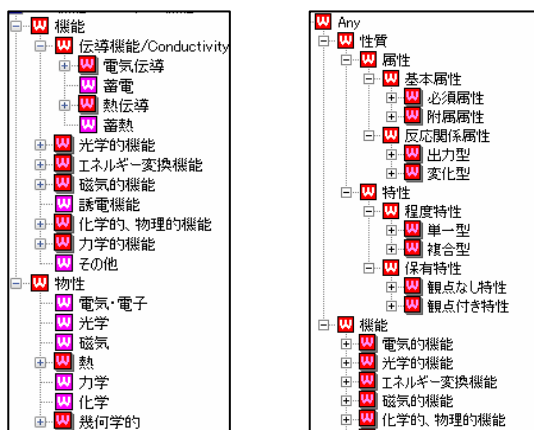 機能
伝導機能/Conductivity
電気伝導
蓄電
熱伝導
蓄熱
光学的機能
エネルギー変換機能
磁気的機能
誘電機能
化学的、物理的機能
力学的機能
その他
物性
電気・電子
光学
磁気
熱
力学
化学
幾何学的
Any
性質
属性
基本属性
必須属性
附属属性
反応関係属性
出力型
変化型
特性
程度特性
単一型
複合型
保有特性
観点なし特性
観点付き特性
機能
電気的機能
光学的機能
エネルギー変換機能
磁気的機能
化学的、物理的機能